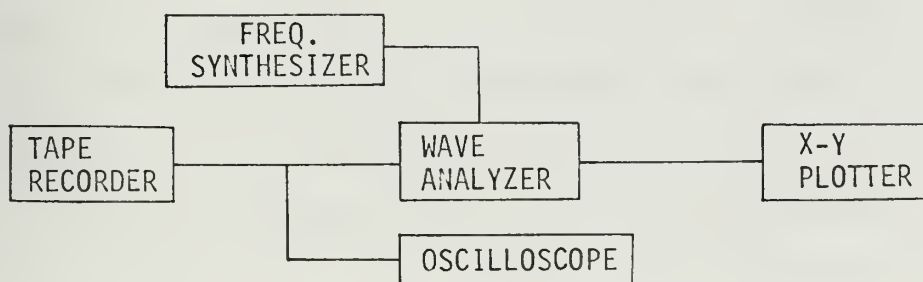 FREQ.
SYNTHESIZER
TAPE
RECORDER
WAVE
ANALYZER
X-Y
PLOTTER
OSCILLOSCOPE